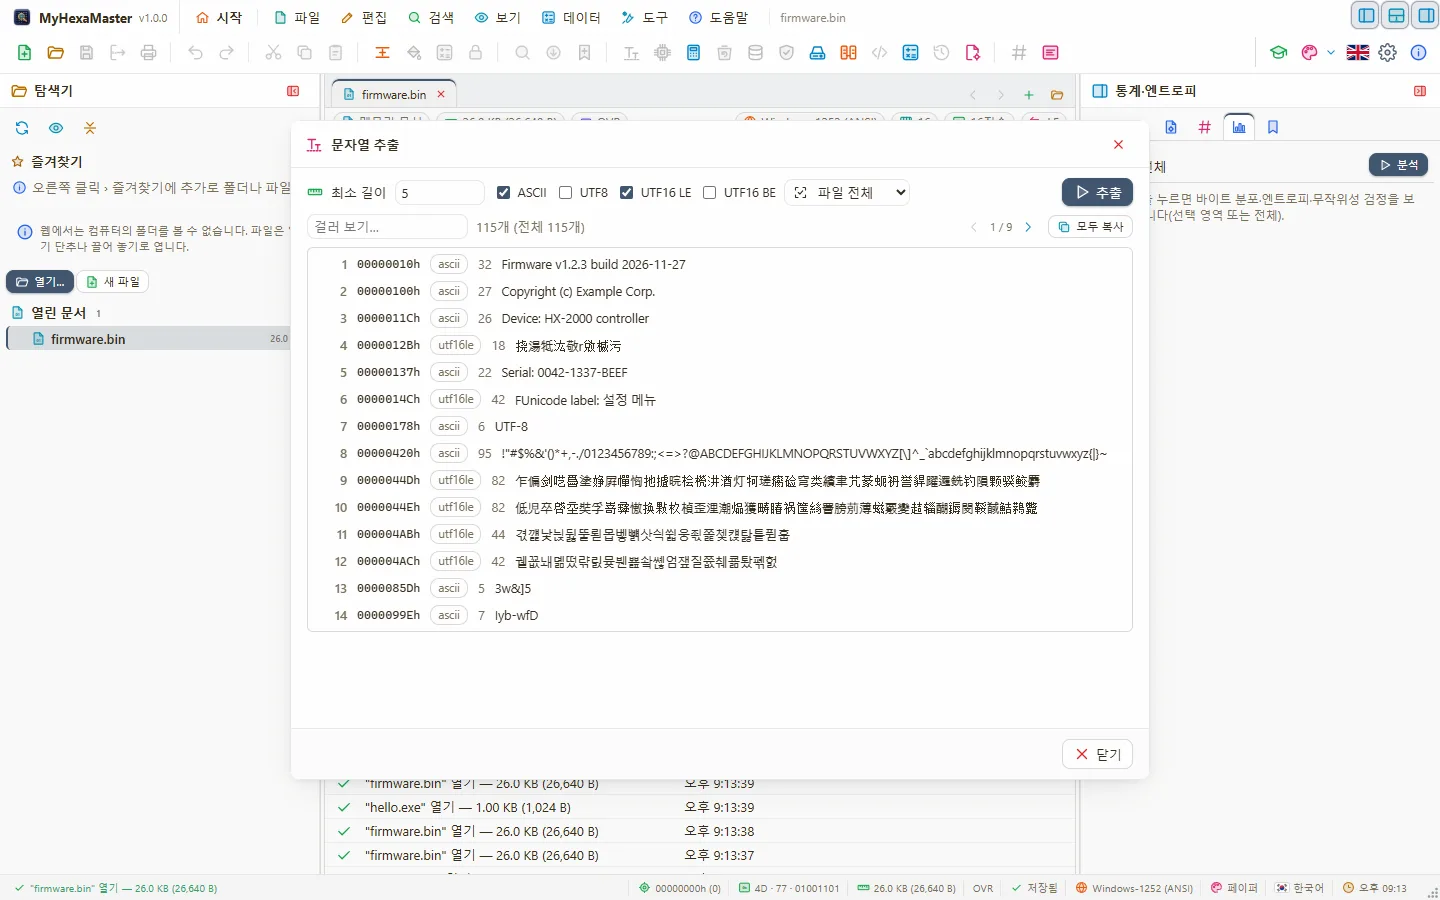 MyHexaMaster v1.0.0 시작 파일 편집 검색 보기 데이터 도구 도움말 firmware.bin
탐색기
firmware.bin
통계·엔트로피
문자열 추출
즐겨찾기
오른쪽 클릭 › 즐겨찾기에 추가로 폴더나 파일
웹에서는 컴퓨터의 폴더를 볼 수 없습니다. 파일은
기 단추나 끌어 놓기로 엽니다.
열기... 새 파일
열린 문서 1
firmware.bin 26.0
최소 길이 5 ASCII UTF8 UTF16 LE UTF16 BE 파일 전체 추출
걸러 보기... 115개 (전체 115개) 1 / 9 모두 복사
1 00000010h ascii 32 Firmware v1.2.3 build 2026-11-27
2 00000100h ascii 27 Copyright (c) Example Corp.
3 0000011Ch ascii 26 Device: HX-2000 controller
4 0000012Bh utf16le 18
5 00000137h ascii 22 Serial: 0042-1337-BEEF
6 0000014Ch utf16le 42 FUnicode label: 설정 메뉴
7 00000178h ascii 6 UTF-8
8 00000420h ascii 95 !"#$%&'()*+,-./0123456789:;<=>?@ABCDEFGHIJKLMNOPQRSTUVWXYZ[\]^_`abcdefghijklmnopqrstuvwxyz{|}~
9 0000044Dh utf16le 82
10 0000044Eh utf16le 82
11 000004ABh utf16le 44
12 000004ACh utf16le 42
13 0000085Dh ascii 5 3w&]5
14 0000099Eh ascii 7 Iyb-wfD
닫기
전체 분석
누르면 바이트 분포·엔트로피·무작위성 검정을 보
니다(선택 영역 또는 전체).
"firmware.bin" 열기 — 26.0 KB (26,640 B) 오후 9:13:39
"hello.exe" 열기 — 1.00 KB (1,024 B) 오후 9:13:39
"firmware.bin" 열기 — 26.0 KB (26,640 B) 오후 9:13:38
"firmware.bin" 열기 — 26.0 KB (26,640 B) 오후 9:13:37
"firmware.bin" 열기 — 26.0 KB (26,640 B) 00000000h (0) 4D · 77 · 01001101 26.0 KB (26,640 B) OVR 저장됨 Windows-1252 (ANSI) 페이퍼 한국어 오후 09:13